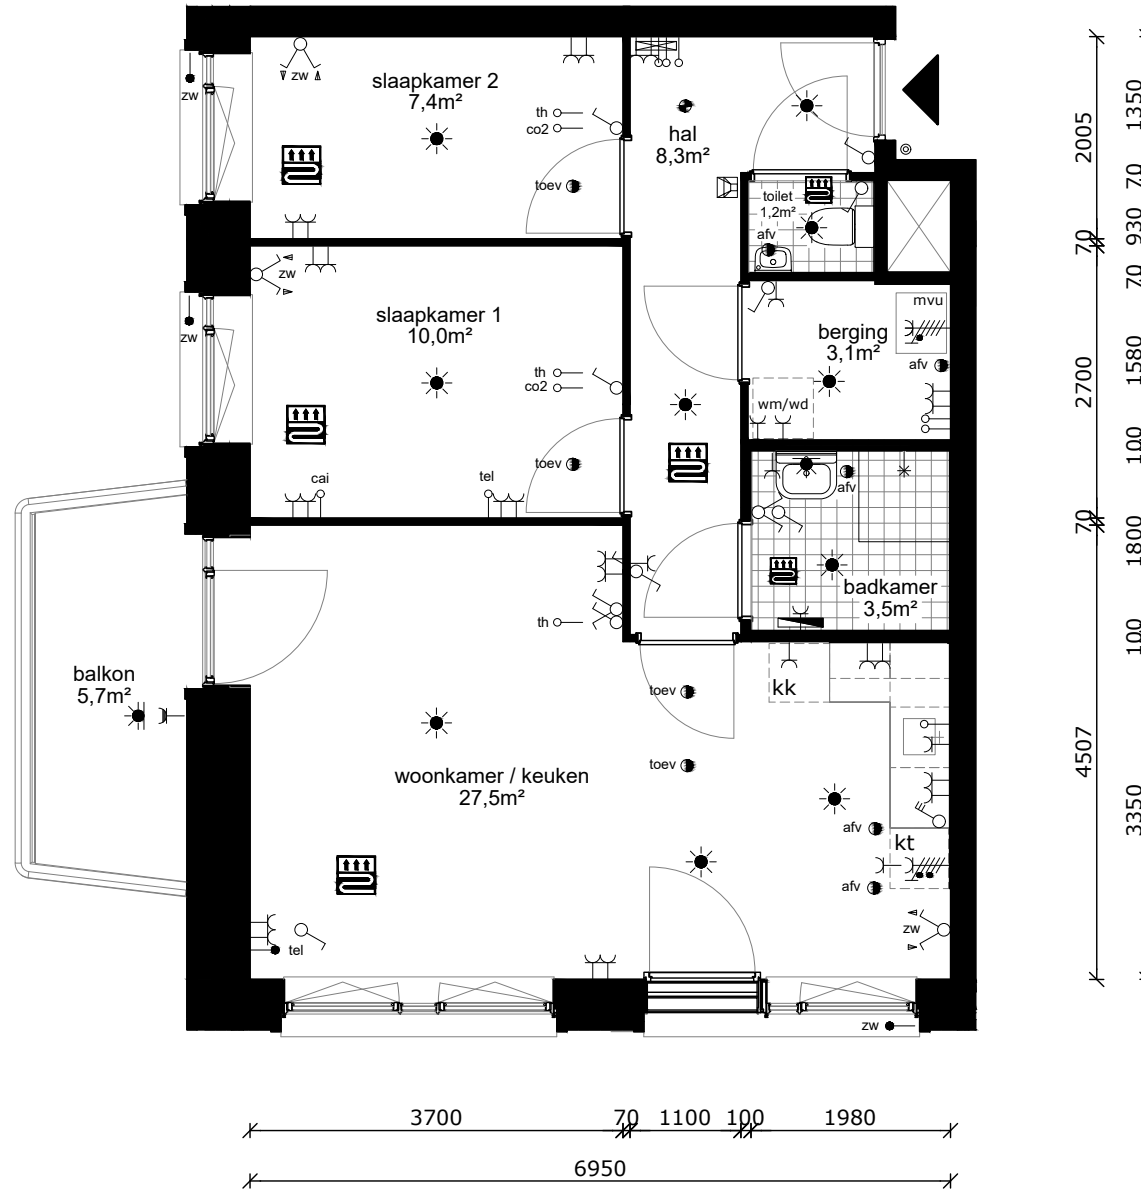 slaapkamer 2
7,4m²
zw
zw
th
co2
toev
hal
8,3m²
toilet
1,2m²
afv
slaapkamer 1
10,0m²
zw
zw
th
co2
toev
cai
tel
mvu
berging
3,1m²
afv
wm/wd
afv
badkamer
3,5m²
th
balkon
5,7m²
toev
kk
toev
woonkamer / keuken
27,5m²
afv
kt
afv
zw
tel
zw
2005
70
2700
70
4507
1350
70
930
70
1580
100
1800
100
3350
3700
70
1100
100
1980
6950